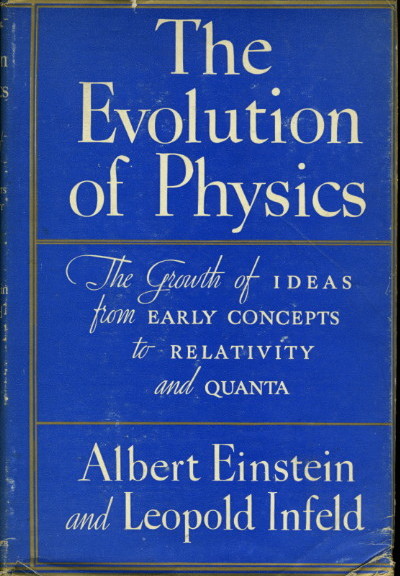 The
Evolution
of Physics
The Growth of IDEAS
from EARLY CONCEPTS
to RELATIVITY
and QUANTA
Albert Einstein
and Leopold Infeld